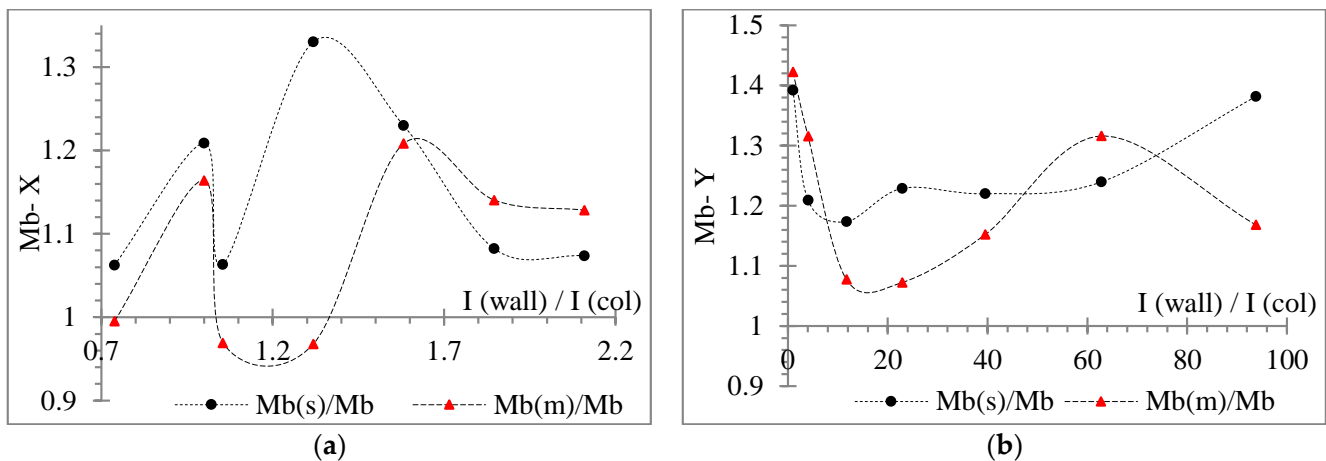 Mb- X
1.3
1.2
1.1
1
0.9
0.7
1.2
1.7
2.2
I (wall) / I (col)
Mb(s)/Mb
Mb(m)/Mb
(a)
Mb- Y
1.5
1.4
1.3
1.2
1.1
1
0.9
0
20
40
60
80
100
I (wall) / I (col)
Mb(s)/Mb
Mb(m)/Mb
(b)